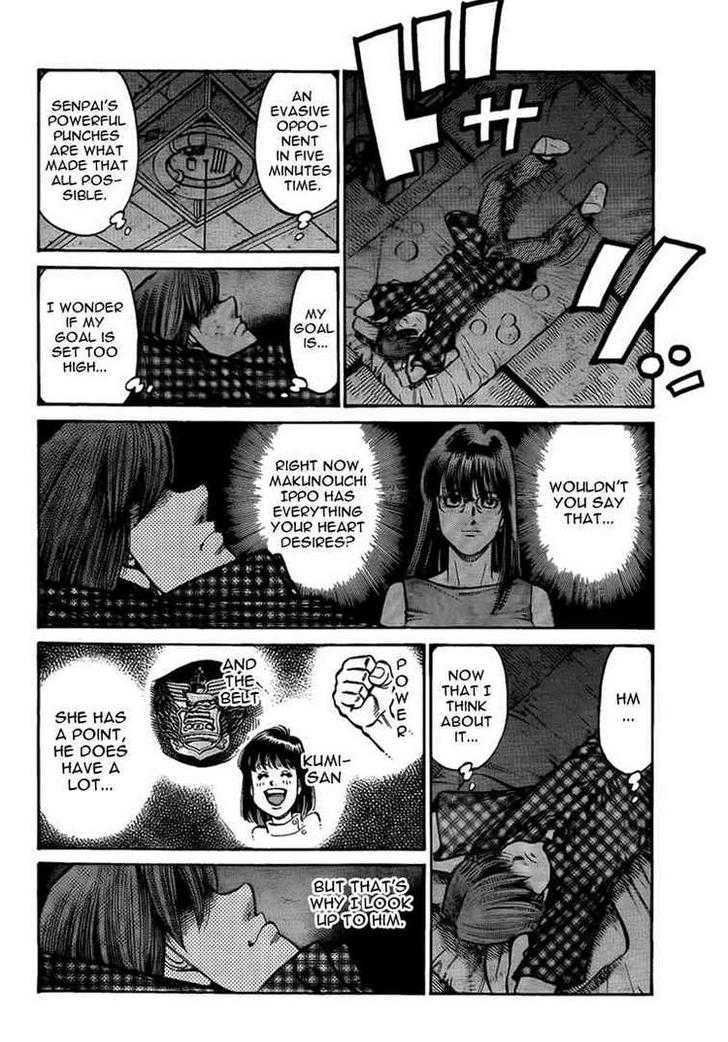 ドサッ
AN
EVASIVE
OPPO-
NENT
IN FIVE
MINUTES
TIME.
SENPAI'S
POWERFUL
PUNCHES
ARE WHAT
MADE THAT
ALL POS-
SIBLE.
MY
GOAL
IS...
I WONDER
IF MY
GOAL IS
SET TOO
HIGH...
WOULDN'T
YOU SAY
THAT...
RIGHT NOW,
MAKUNOUCHI
IPPO HAS
EVERYTHING
YOUR HEART
DESIRES?
HM
...
NOW
THAT I
THINK
ABOUT
IT...
POWER
KUMI-
SAN
AND
THE
BELT
SHE HAS
A POINT,
HE DOES
HAVE A
LOT...
BUT THAT'S
WHY I LOOK
UP TO HIM.